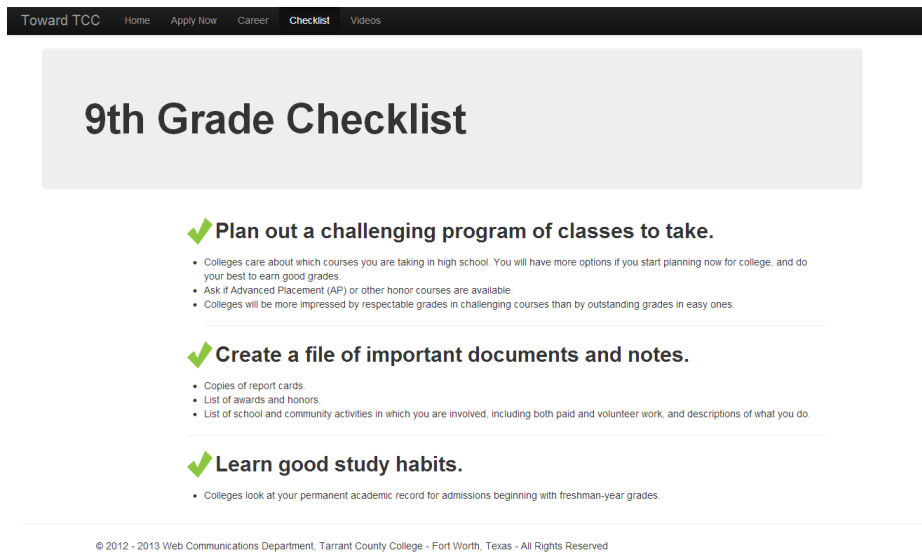 Toward TCC Home Apply Now Career Checklist Videos
9th Grade Checklist
Plan out a challenging program of classes to take.
• Colleges care about which courses you are taking in high school. You will have more options if you start planning now for college, and do
your best to earn good grades.
• Ask if Advanced Placement (AP) or other honor courses are available.
• Colleges will be more impressed by respectable grades in challenging courses than by outstanding grades in easy ones.
Create a file of important documents and notes.
• Copies of report cards.
• List of awards and honors.
• List of school and community activities in which you are involved, including both paid and volunteer work, and descriptions of what you do.
Learn good study habits.
• Colleges look at your permanent academic record for admissions beginning with freshman-year grades.
© 2012 - 2013 Web Communications Department, Tarrant County College - Fort Worth, Texas - All Rights Reserved